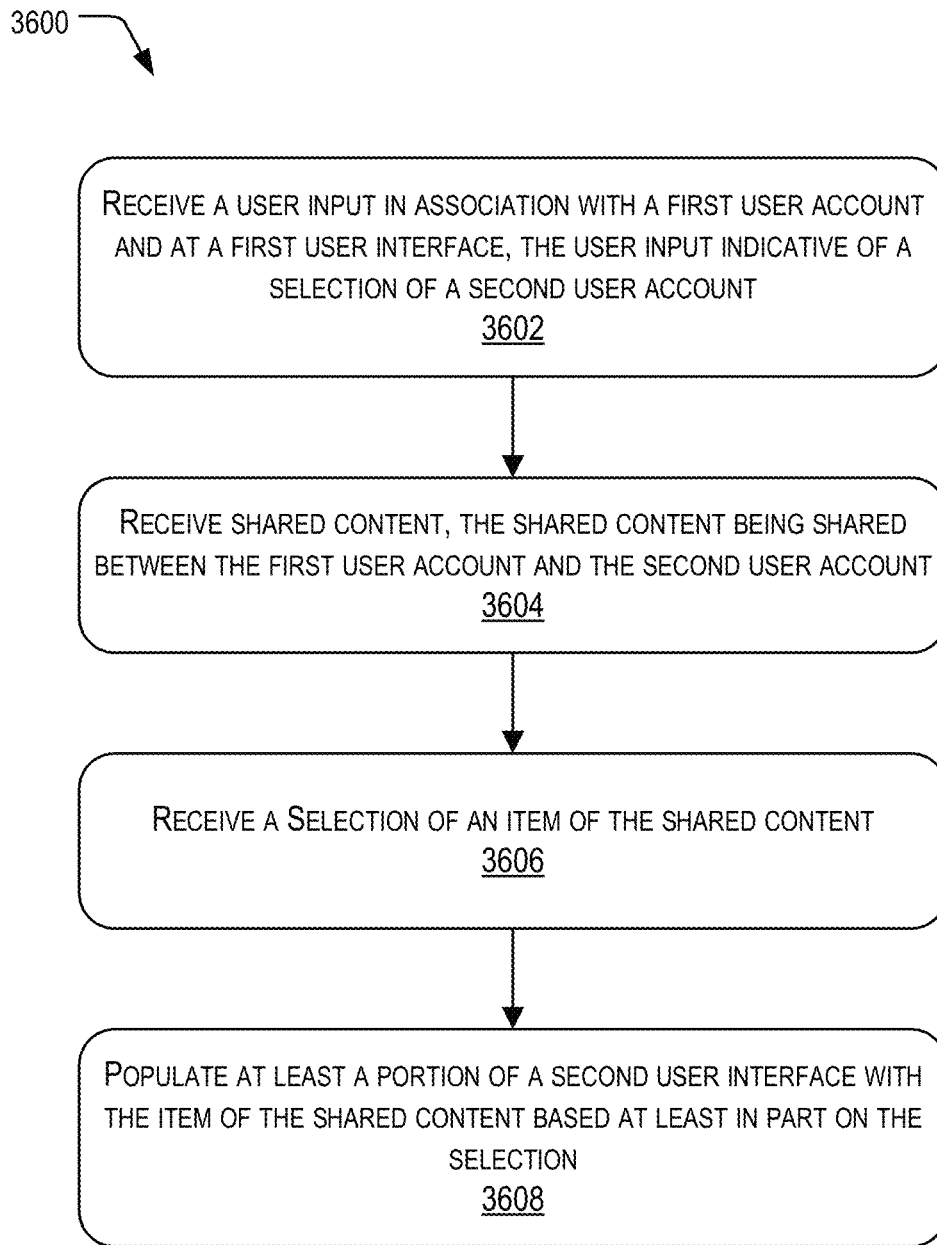 3600
RECEIVE A USER INPUT IN ASSOCIATION WITH A FIRST USER ACCOUNT
AND AT A FIRST USER INTERFACE, THE USER INPUT INDICATIVE OF A
SELECTION OF A SECOND USER ACCOUNT
3602
RECEIVE SHARED CONTENT, THE SHARED CONTENT BEING SHARED
BETWEEN THE FIRST USER ACCOUNT AND THE SECOND USER ACCOUNT
3604
RECEIVE A SELECTION OF AN ITEM OF THE SHARED CONTENT
3606
POPULATE AT LEAST A PORTION OF A SECOND USER INTERFACE WITH
THE ITEM OF THE SHARED CONTENT BASED AT LEAST IN PART ON THE
SELECTION
3608